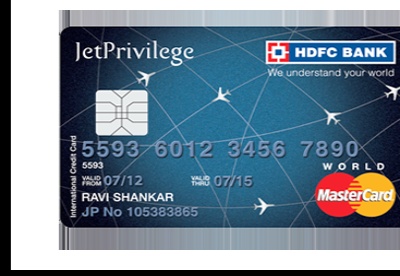 JetPrivilege
HDFC BANK
We understand your world
International Credit Card
5593 6012 3456 7890
5593
WORLD
VALID FROM 07/12 VALID THRU 07/15
RAVI SHANKAR
MasterCard
JP No 105383865